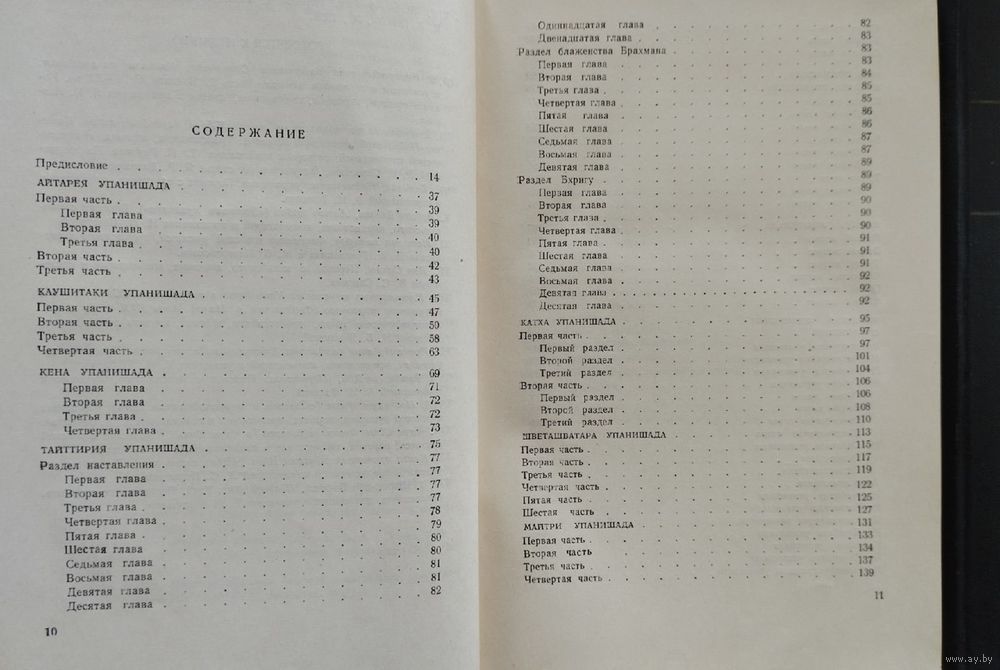 СОДЕРЖАНИЕ
Предисловие . 14
АЙТАРЕЯ УПАНИШАДА . 37
Первая часть . 39
Первая глава 39
Вторая глава 40
Третья глава . 40
Вторая часть . 42
Третья часть . 43
КАУШИТАКИ УПАНИШАДА . 45
Первая часть . 47
Вторая часть . 50
Третья часть . 58
Четвертая часть . 63
КЕНА УПАНИШАДА . 69
Первая глава . 71
Вторая глава . 72
Третья глава . 72
Четвертая глава . 73
ТАЙТТИРИЯ УПАНИШАДА . 75
Раздел наставления . 77
Первая глава . 77
Вторая глава . 77
Третья глава . 77
Четвертая глава . 78
Пятая глава . 79
Шестая глава . 80
Седьмая глава . 80
Восьмая глава . 81
Девятая глава . 81
Десятая глава . 82
10
Одиннадцатая глава . 82
Двенадцатая глава . 83
Раздел блаженства Брахмана . 83
Первая глава . 83
Вторая глава . 84
Третья глава . 85
Четвертая глава . 85
Пятая глава . 86
Шестая глава . 86
Седьмая глава . 87
Восьмая глава . 87
Девятая глава . 89
Раздел Бхригу . 89
Первая глава . 89
Вторая глава . 90
Третья глава . 90
Четвертая глава . 90
Пятая глава . 91
Шестая глава . 91
Седьмая глава . 91
Восьмая глава . 92
Девятая глава . 92
Десятая глава . 92
КАТХА УПАНИШАДА . 95
Первая часть . 97
Первый раздел . 97
Второй раздел . 101
Третий раздел . 104
Вторая часть . 106
Первый раздел . 106
Второй раздел . 108
Третий раздел . 110
ШВЕТАШВАТАРА УПАНИШАДА . 113
Первая часть . 115
Вторая часть . 117
Третья часть . 119
Четвертая часть . 122
Пятая часть . 125
Шестая часть . 127
МАЙТРИ УПАНИШАДА . 131
Первая часть . 133
Вторая часть 134
Третья часть . 137
Четвертая часть . 139
11
www.ay.by